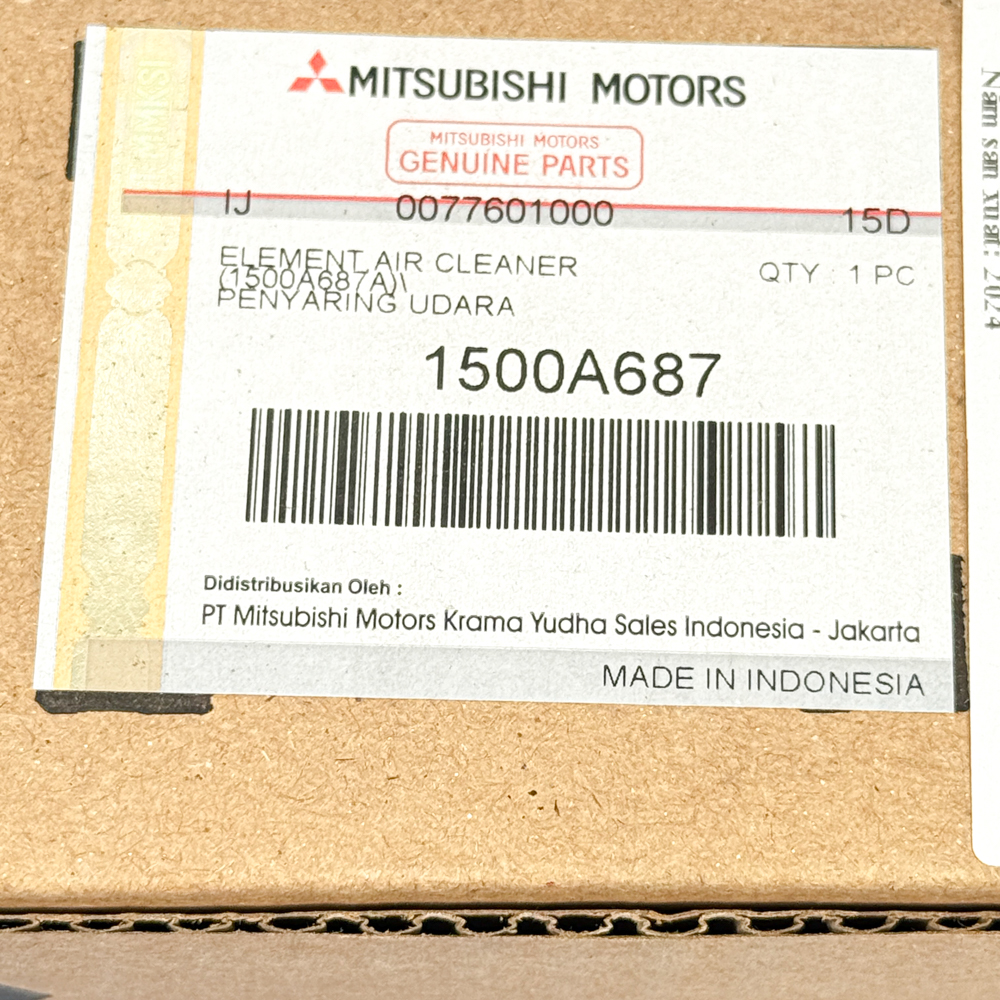 MITSUBISHI MOTORS
MITSUBISHI MOTORS
GENUINE PARTS
IJ 0077601000 15D
ELEMENT AIR CLEANER
(1500A687A)\
PENYARING UDARA
QTY : 1 PC
1500A687
Didistribusikan Oleh :
PT Mitsubishi Motors Krama Yudha Sales Indonesia - Jakarta
MADE IN INDONESIA
Năm sản xuất: 2024